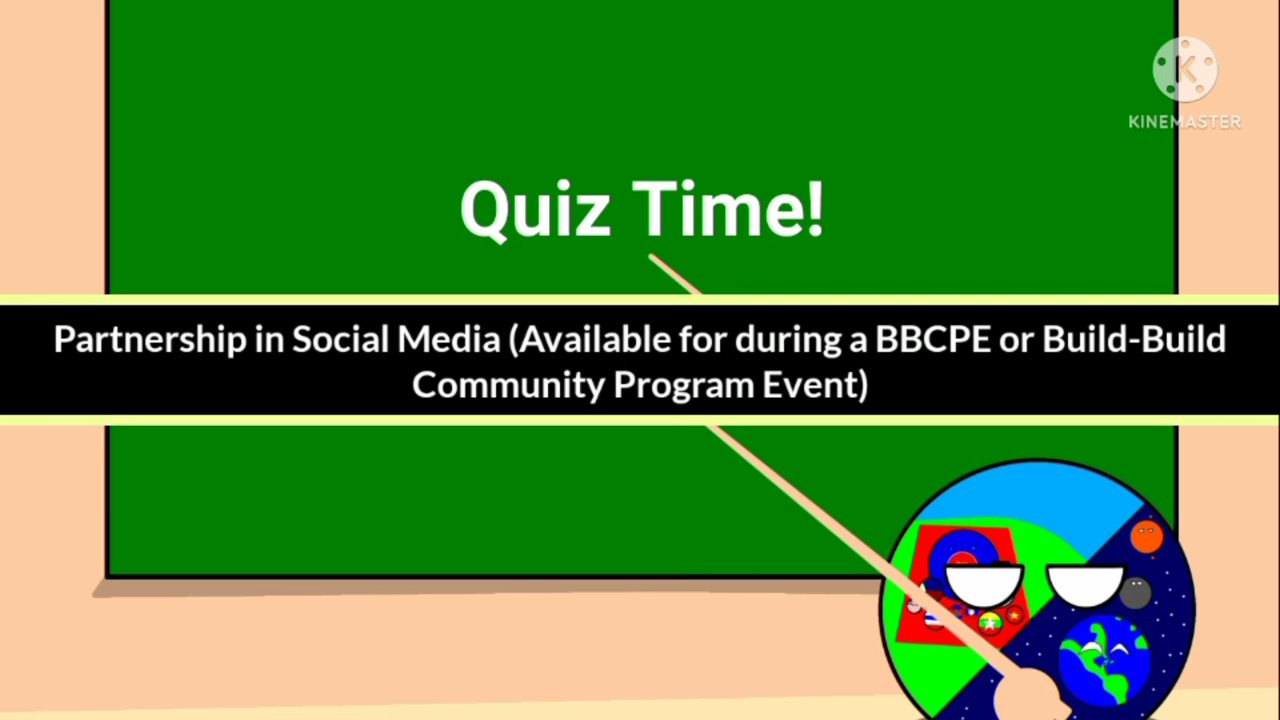 KINEMASTER
Quiz Time!
Partnership in Social Media (Available for during a BBCPE or Build-Build
Community Program Event)